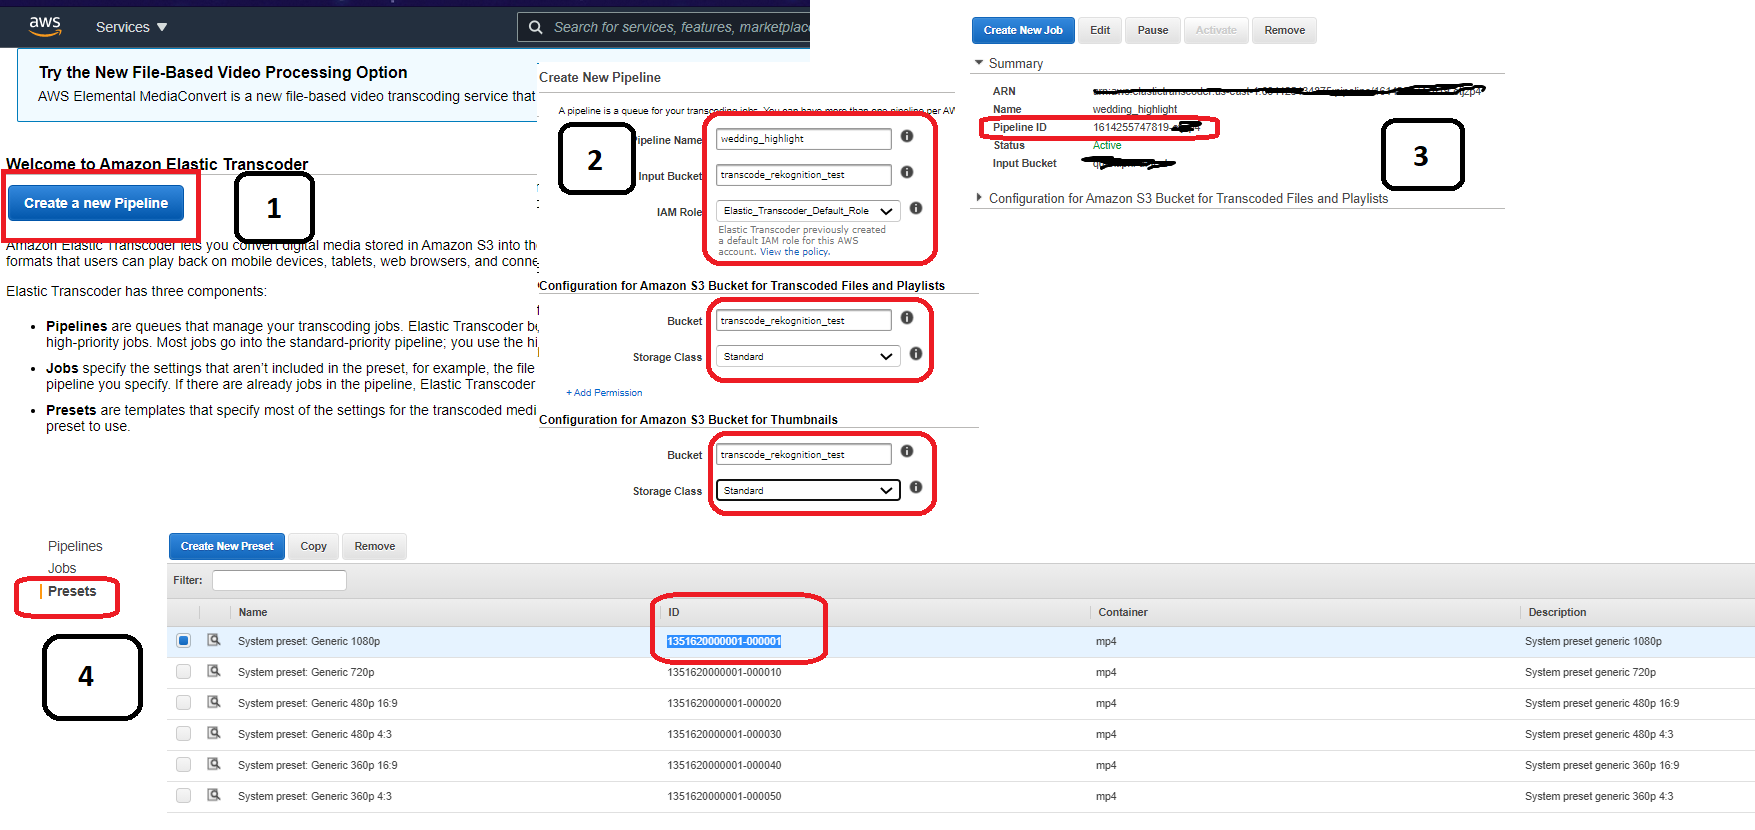 aws
Services
Search for services, features, marketplace
Try the New File-Based Video Processing Option
AWS Elemental MediaConvert is a new file-based video transcoding service that
Welcome to Amazon Elastic Transcoder
Create a new Pipeline
1
Amazon Elastic Transcoder lets you convert digital media stored in Amazon S3 into the
formats that users can play back on mobile devices, tablets, web browsers, and conne
Elastic Transcoder has three components:
• Pipelines are queues that manage your transcoding jobs. Elastic Transcoder be
high-priority jobs. Most jobs go into the standard-priority pipeline; you use the hi
• Jobs specify the settings that aren't included in the preset, for example, the file
pipeline you specify. If there are already jobs in the pipeline, Elastic Transcoder
• Presets are templates that specify most of the settings for the transcoded medi
preset to use.
Create New Pipeline
A pipeline is a queue for your transcoding jobs. You can have more than one pipeline per AW
2
Pipeline Name wedding_highlight
Input Bucket transcode_rekognition_test
IAM Role Elastic_Transcoder_Default_Role
Elastic Transcoder previously created
a default IAM role for this AWS
account. View the policy.
Configuration for Amazon S3 Bucket for Transcoded Files and Playlists
Bucket transcode_rekognition_test
Storage Class Standard
+ Add Permission
Configuration for Amazon S3 Bucket for Thumbnails
Bucket transcode_rekognition_test
Storage Class Standard
Create New Job Edit Pause Activate Remove
Summary
ARN
Name wedding_highlight
Pipeline ID 1614255747819-
Status Active
Input Bucket
3
Configuration for Amazon S3 Bucket for Transcoded Files and Playlists
Pipelines
Jobs
Presets
4
Create New Preset Copy Remove
Filter:
Name ID Container Description
System preset: Generic 1080p 1351620000001-000001 mp4 System preset generic 1080p
System preset: Generic 720p 1351620000001-000010 mp4 System preset generic 720p
System preset: Generic 480p 16:9 1351620000001-000020 mp4 System preset generic 480p 16:9
System preset: Generic 480p 4:3 1351620000001-000030 mp4 System preset generic 480p 4:3
System preset: Generic 360p 16:9 1351620000001-000040 mp4 System preset generic 360p 16:9
System preset: Generic 360p 4:3 1351620000001-000050 mp4 System preset generic 360p 4:3